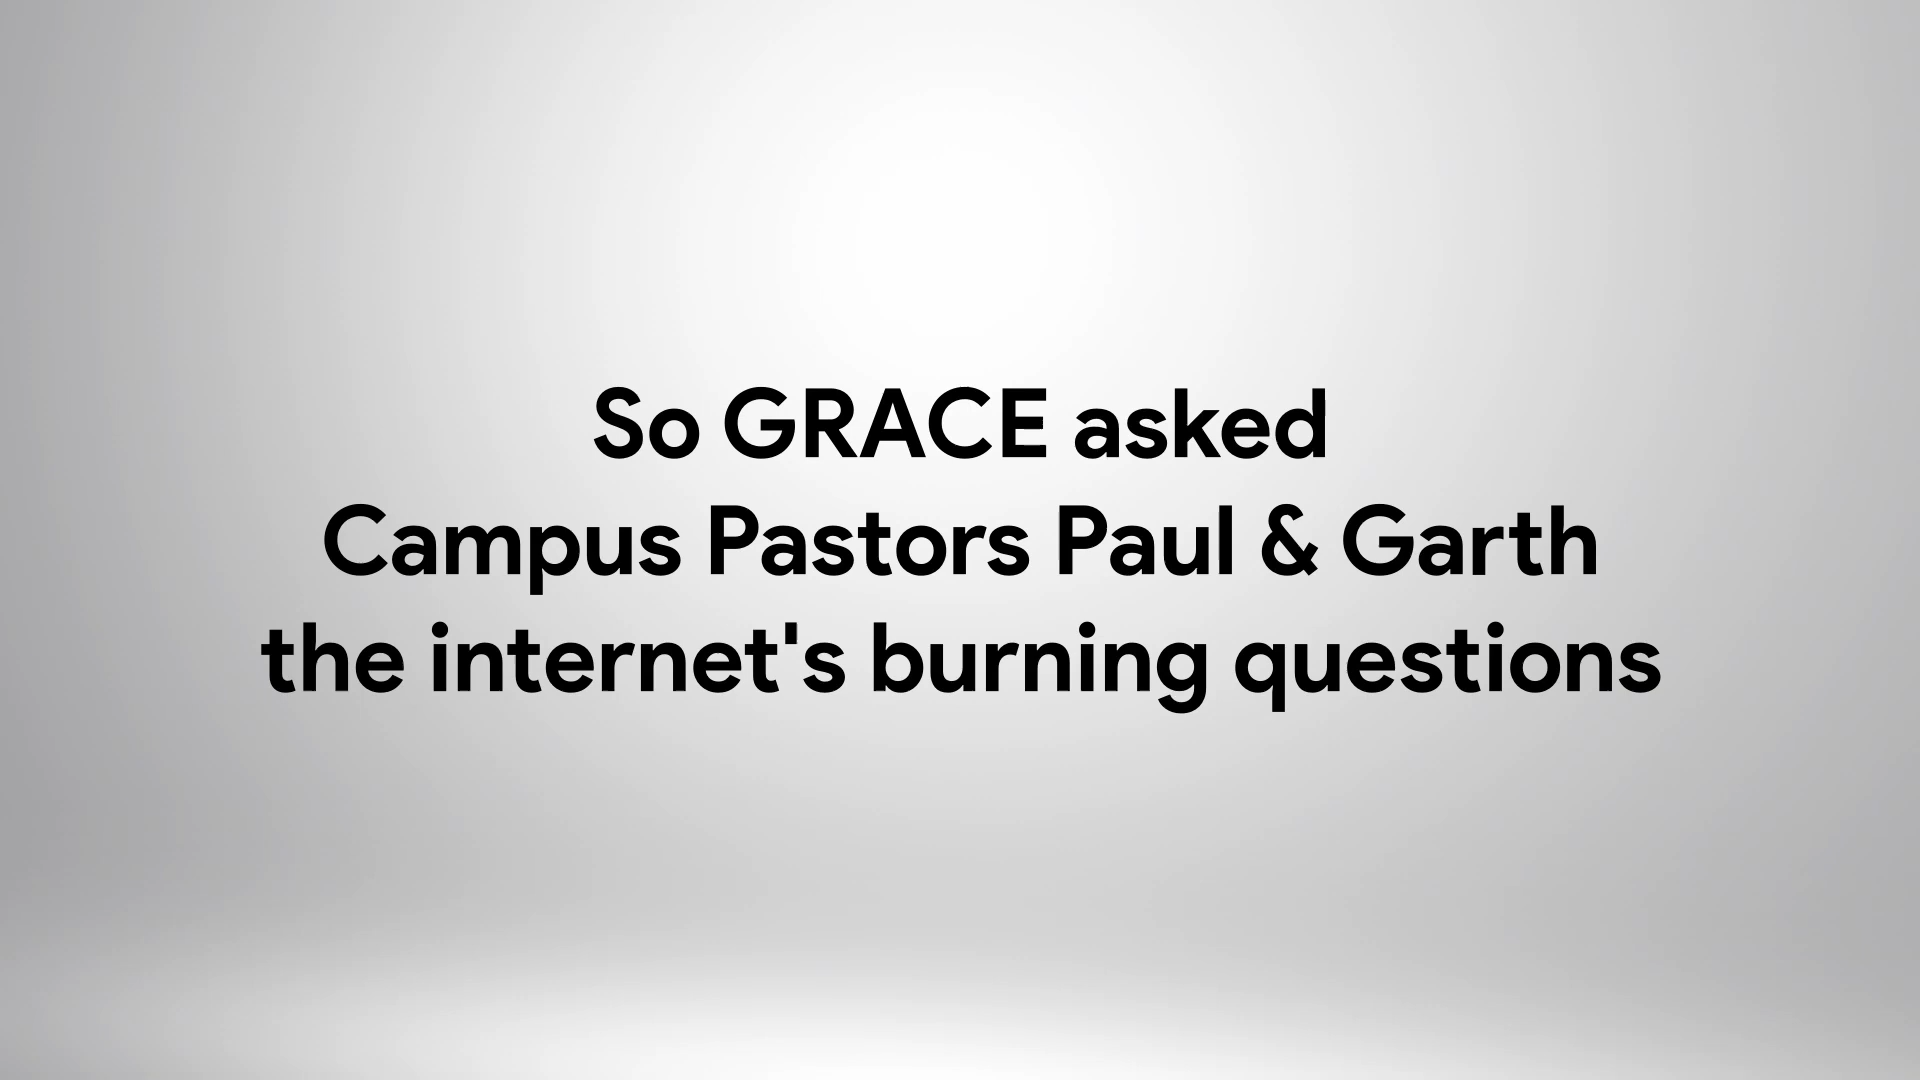 So GRACE asked
Campus Pastors Paul & Garth
the internet's burning questions